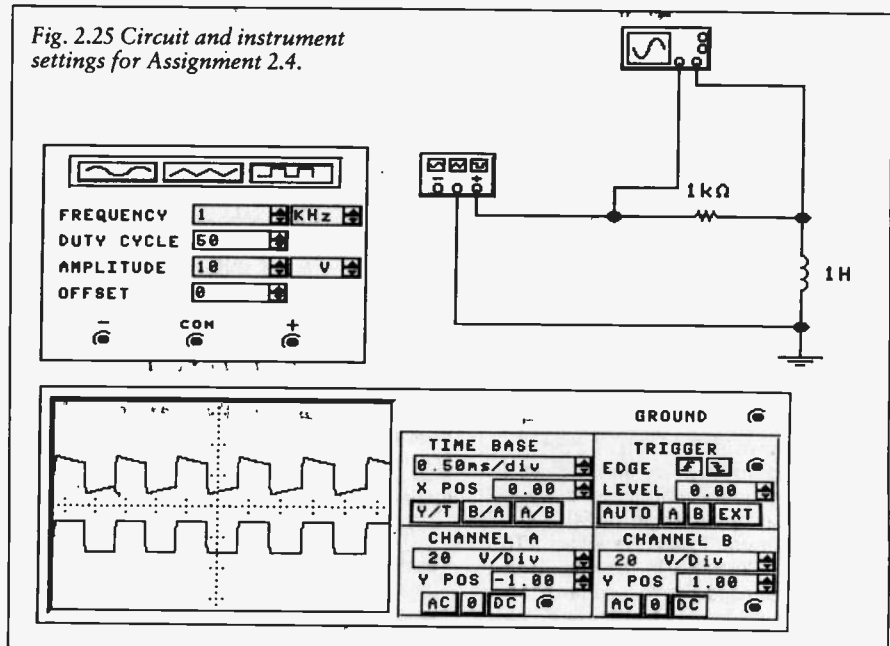 Fig. 2.25 Circuit and instrument
settings for Assignment 2.4.
1kΩ
1H
FREQUENCY 1 KHz
DUTY CYCLE 50
AMPLITUDE 10 V
OFFSET 0
− COM +
− +
GROUND
TIME BASE
0.50ms/div
X POS 0.00
Y/T B/A A/B
TRIGGER
EDGE
LEVEL 0.00
AUTO A B EXT
CHANNEL A
20 V/Div
Y POS -1.00
AC 0 DC
CHANNEL B
20 V/Div
Y POS 1.00
AC 0 DC